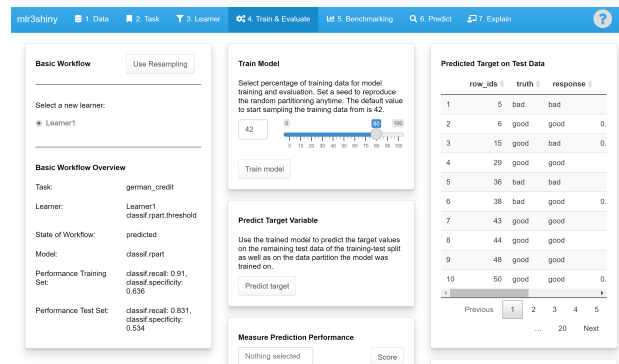 mlr3shiny 1. Data 2. Task 3. Learner 4. Train & Evaluate 5. Benchmarking 6. Predict 7. Explain ?
Basic Workflow
Use Resampling
Select a new learner:
Learner1
Basic Workflow Overview
Task: german_credit
Learner: Learner1
classif.rpart.threshold
State of Workflow: predicted
Model: classif.rpart
Performance Training classif.recall: 0.91,
Set: classif.specificity:
0.636
Performance Test Set: classif.recall: 0.831,
classif.specificity:
0.534
Train Model
Select percentage of training data for model
training and evaluation. Set a seed to reproduce
the random partitioning anytime. The default value
to start sampling the training data from is 42.
42
0 80 100
0 10 20 30 40 50 60 70 80 90 100
Train model
Predict Target Variable
Use the trained model to predict the target values
on the remaining test data of the training-test split
as well as on the data partition the model was
trained on.
Predict target
Measure Prediction Performance
Nothing selected
Score
Predicted Target on Test Data
row_ids truth response
1 5 bad bad
2 6 good good 0.
3 15 good bad 0.
4 29 good good
5 36 bad bad
6 38 bad good 0.
7 43 good good
8 44 good good
9 48 good good
10 50 good good 0.
Previous 1 2 3 4 5
... 20 Next